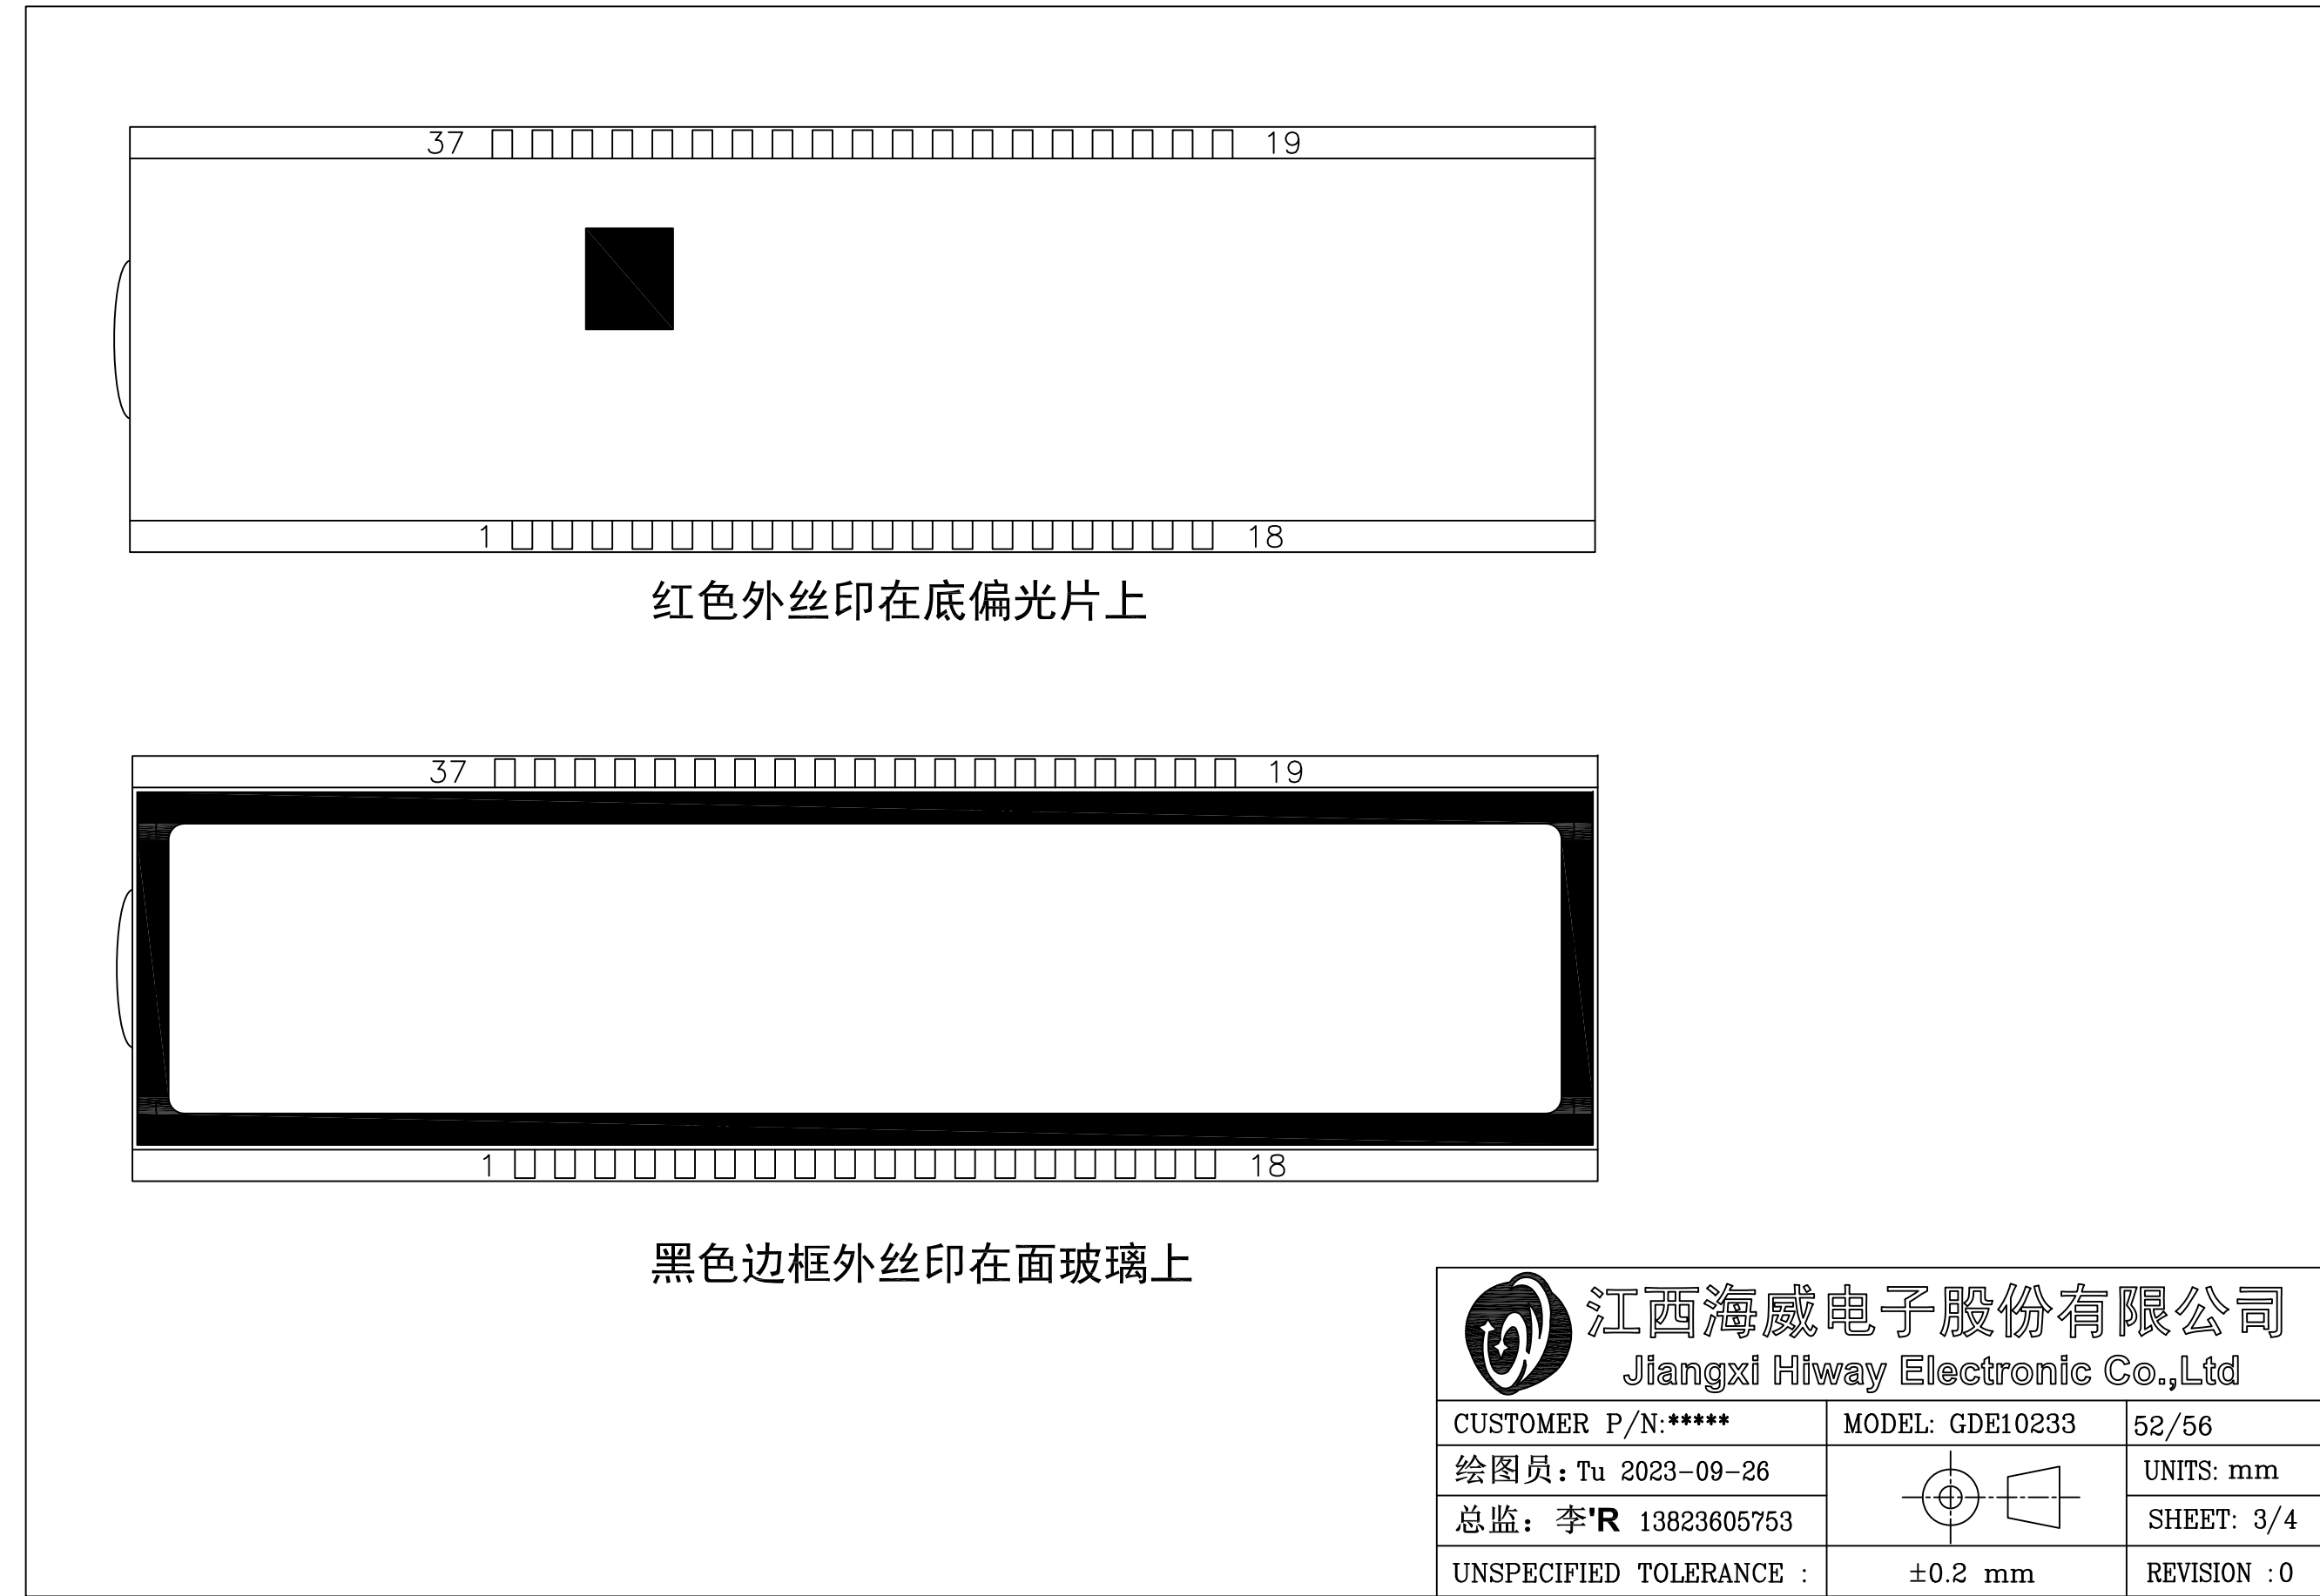 37 19
1 18
红色外丝印在底偏光片上
37 19
1 18
黑色边框外丝印在面玻璃上
江西海威电子股份有限公司
Jiangxi Hiway Electronic Co.,Ltd
CUSTOMER P/N:***** MODEL: GDE10233 52/56
绘图员: Tu 2023-09-26 UNITS: mm
总监: 李'R 13823605753 SHEET: 3/4
UNSPECIFIED TOLERANCE : ±0.2 mm REVISION :0